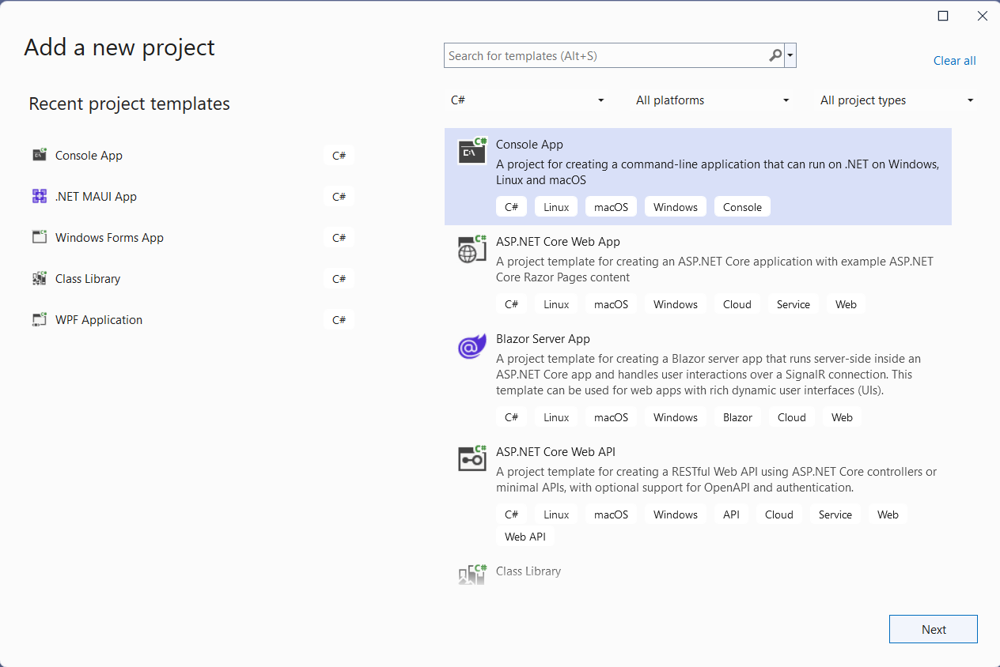 Add a new project
Search for templates (Alt+S)
Clear all
Recent project templates
C#
All platforms
All project types
Console App C#
.NET MAUI App C#
Windows Forms App C#
Class Library C#
WPF Application C#
Console App
A project for creating a command-line application that can run on .NET on Windows,
Linux and macOS
C# Linux macOS Windows Console
ASP.NET Core Web App
A project template for creating an ASP.NET Core application with example ASP.NET
Core Razor Pages content
C# Linux macOS Windows Cloud Service Web
Blazor Server App
A project template for creating a Blazor server app that runs server-side inside an
ASP.NET Core app and handles user interactions over a SignalR connection. This
template can be used for web apps with rich dynamic user interfaces (UIs).
C# Linux macOS Windows Blazor Cloud Web
ASP.NET Core Web API
A project template for creating a RESTful Web API using ASP.NET Core controllers or
minimal APIs, with optional support for OpenAPI and authentication.
C# Linux macOS Windows API Cloud Service Web
Web API
Class Library
Next